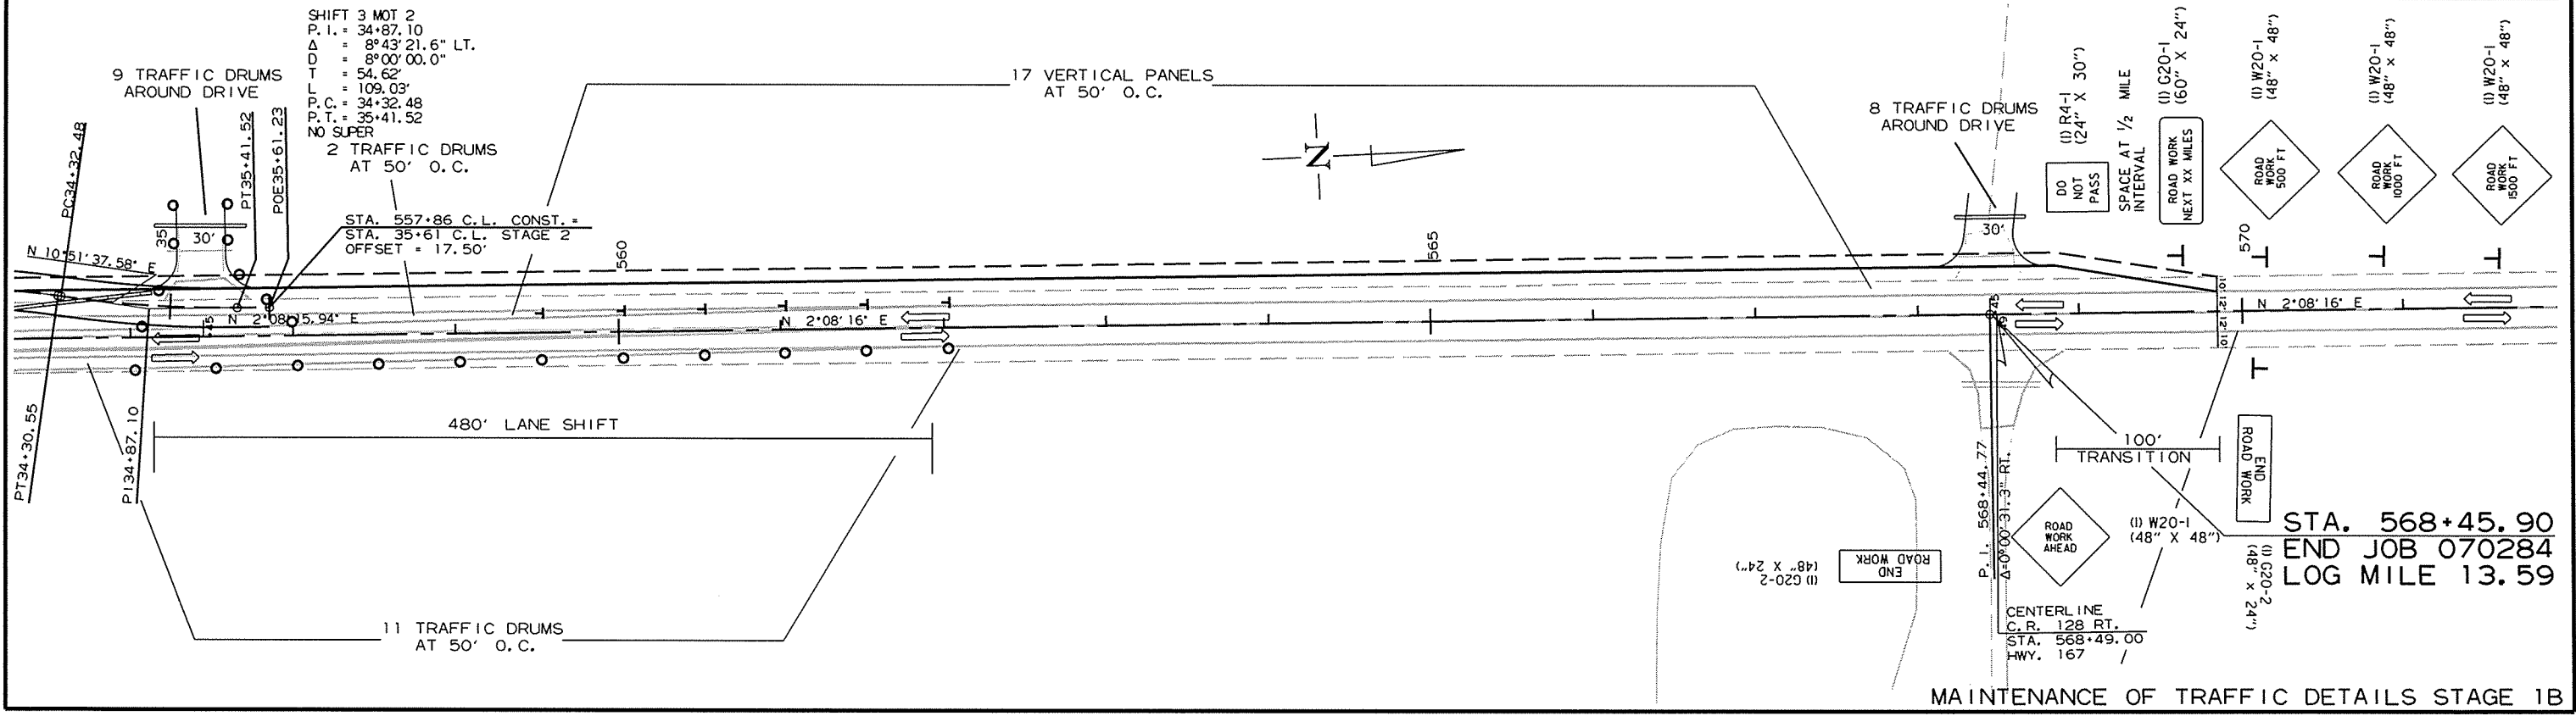 SHIFT 3 MOT 2
P. I. = 34+87.10
Δ = 8°43'21.6" LT.
D = 8°00'00.0"
T = 54.62'
L = 109.03'
P.C. = 34+32.48
P.T. = 35+41.52
NO SUPER
9 TRAFFIC DRUMS
AROUND DRIVE
2 TRAFFIC DRUMS
AT 50' O.C.
17 VERTICAL PANELS
AT 50' O.C.
8 TRAFFIC DRUMS
AROUND DRIVE
PC34+32.48
PT35+41.52
POE35+61.23
STA. 557+86 C.L. CONST. =
STA. 35+61 C.L. STAGE 2
OFFSET = 17.50'
N
35
30'
N 10°51'37.58" E
560
565
30'
570
N 2°08'15.94" E
45
N 2°08'16" E
45
N 2°08'16" E
10'
12'
12'
10'
(1) R4-1
(24" X 30")
DO
NOT
PASS
SPACE AT ½ MILE
INTERVAL
(1) G20-1
(60" X 24")
ROAD WORK
NEXT XX MILES
(1) W20-1
(48" X 48")
ROAD
WORK
500 FT
(1) W20-1
(48" X 48")
ROAD
WORK
1000 FT
(1) W20-1
(48" X 48")
ROAD
WORK
1500 FT
PT34+30.55
PI34+87.10
480' LANE SHIFT
11 TRAFFIC DRUMS
AT 50' O.C.
100'
TRANSITION
P. I. 568+44.77
Δ=0°00'31.3" RT.
ROAD
WORK
AHEAD
(1) W20-1
(48" X 48")
END
ROAD WORK
(1) G20-2
(48" X 24")
END
ROAD WORK
(1) G20-2
(48" X 24")
STA. 568+45.90
END JOB 070284
LOG MILE 13.59
CENTERLINE
C.R. 128 RT.
STA. 568+49.00
HWY. 167
MAINTENANCE OF TRAFFIC DETAILS STAGE 1B